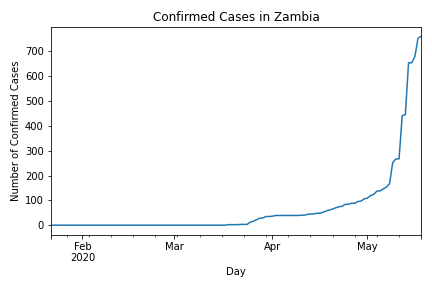 Confirmed Cases in Zambia
Number of Confirmed Cases
700
600
500
400
300
200
100
0
Feb
2020
Mar
Apr
May
Day